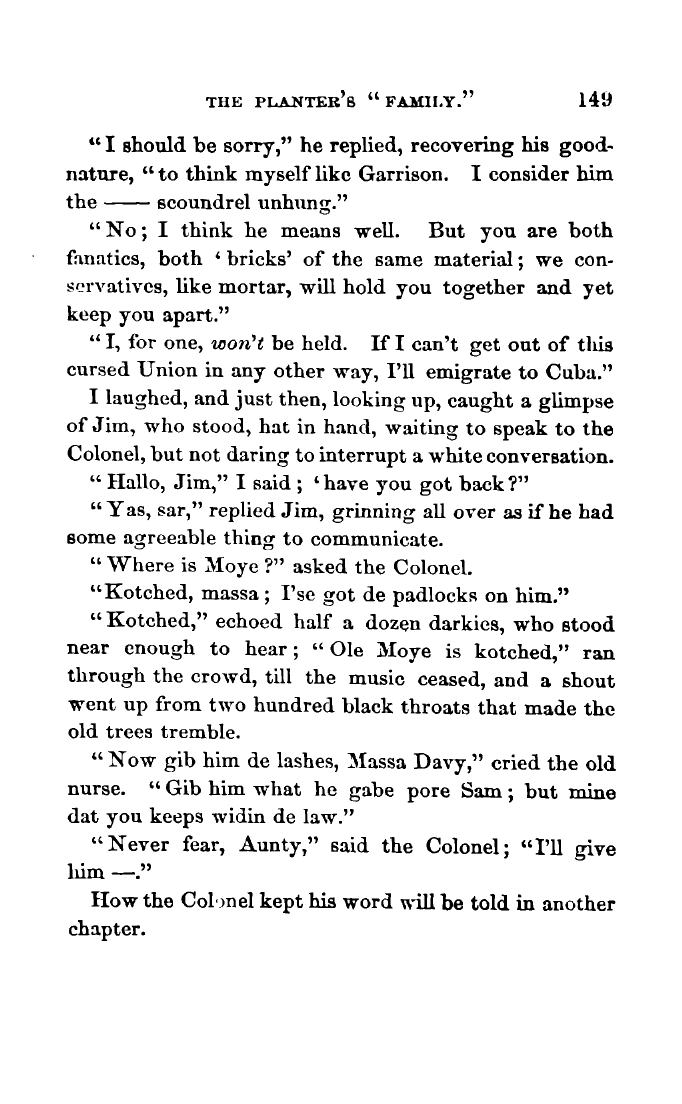 THE PLANTER'S "FAMILY." 149
"I should be sorry," he replied, recovering his good-
nature, "to think myself like Garrison. I consider him
the —— scoundrel unhung."
"No; I think he means well. But you are both
fanatics, both 'bricks' of the same material; we con-
servatives, like mortar, will hold you together and yet
keep you apart."
"I, for one, won't be held. If I can't get out of this
cursed Union in any other way, I'll emigrate to Cuba."
I laughed, and just then, looking up, caught a glimpse
of Jim, who stood, hat in hand, waiting to speak to the
Colonel, but not daring to interrupt a white conversation.
"Hallo, Jim," I said; 'have you got back?"
"Yas, sar," replied Jim, grinning all over as if he had
some agreeable thing to communicate.
"Where is Moye?" asked the Colonel.
"Kotched, massa; I'se got de padlocks on him."
"Kotched," echoed half a dozen darkies, who stood
near enough to hear; "Ole Moye is kotched," ran
through the crowd, till the music ceased, and a shout
went up from two hundred black throats that made the
old trees tremble.
"Now gib him de lashes, Massa Davy," cried the old
nurse. "Gib him what he gabe pore Sam; but mine
dat you keeps widin de law."
"Never fear, Aunty," said the Colonel; "I'll give
him —."
How the Colonel kept his word will be told in another
chapter.